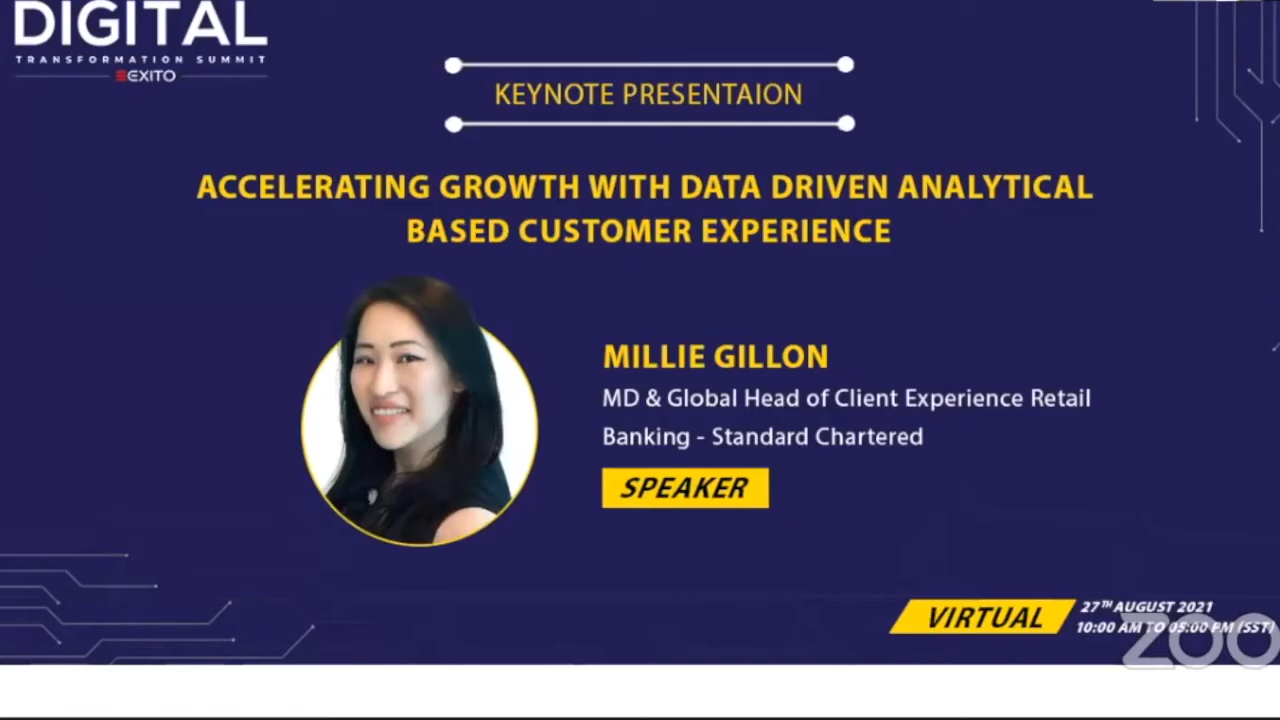 DIGITAL
TRANSFORMATION SUMMIT
EXITO
KEYNOTE PRESENTAION
ACCELERATING GROWTH WITH DATA DRIVEN ANALYTICAL
BASED CUSTOMER EXPERIENCE
MILLIE GILLON
MD & Global Head of Client Experience Retail
Banking - Standard Chartered
SPEAKER
VIRTUAL
27TH AUGUST 2021
10:00 AM TO 05:00 PM (SST)
ZOO